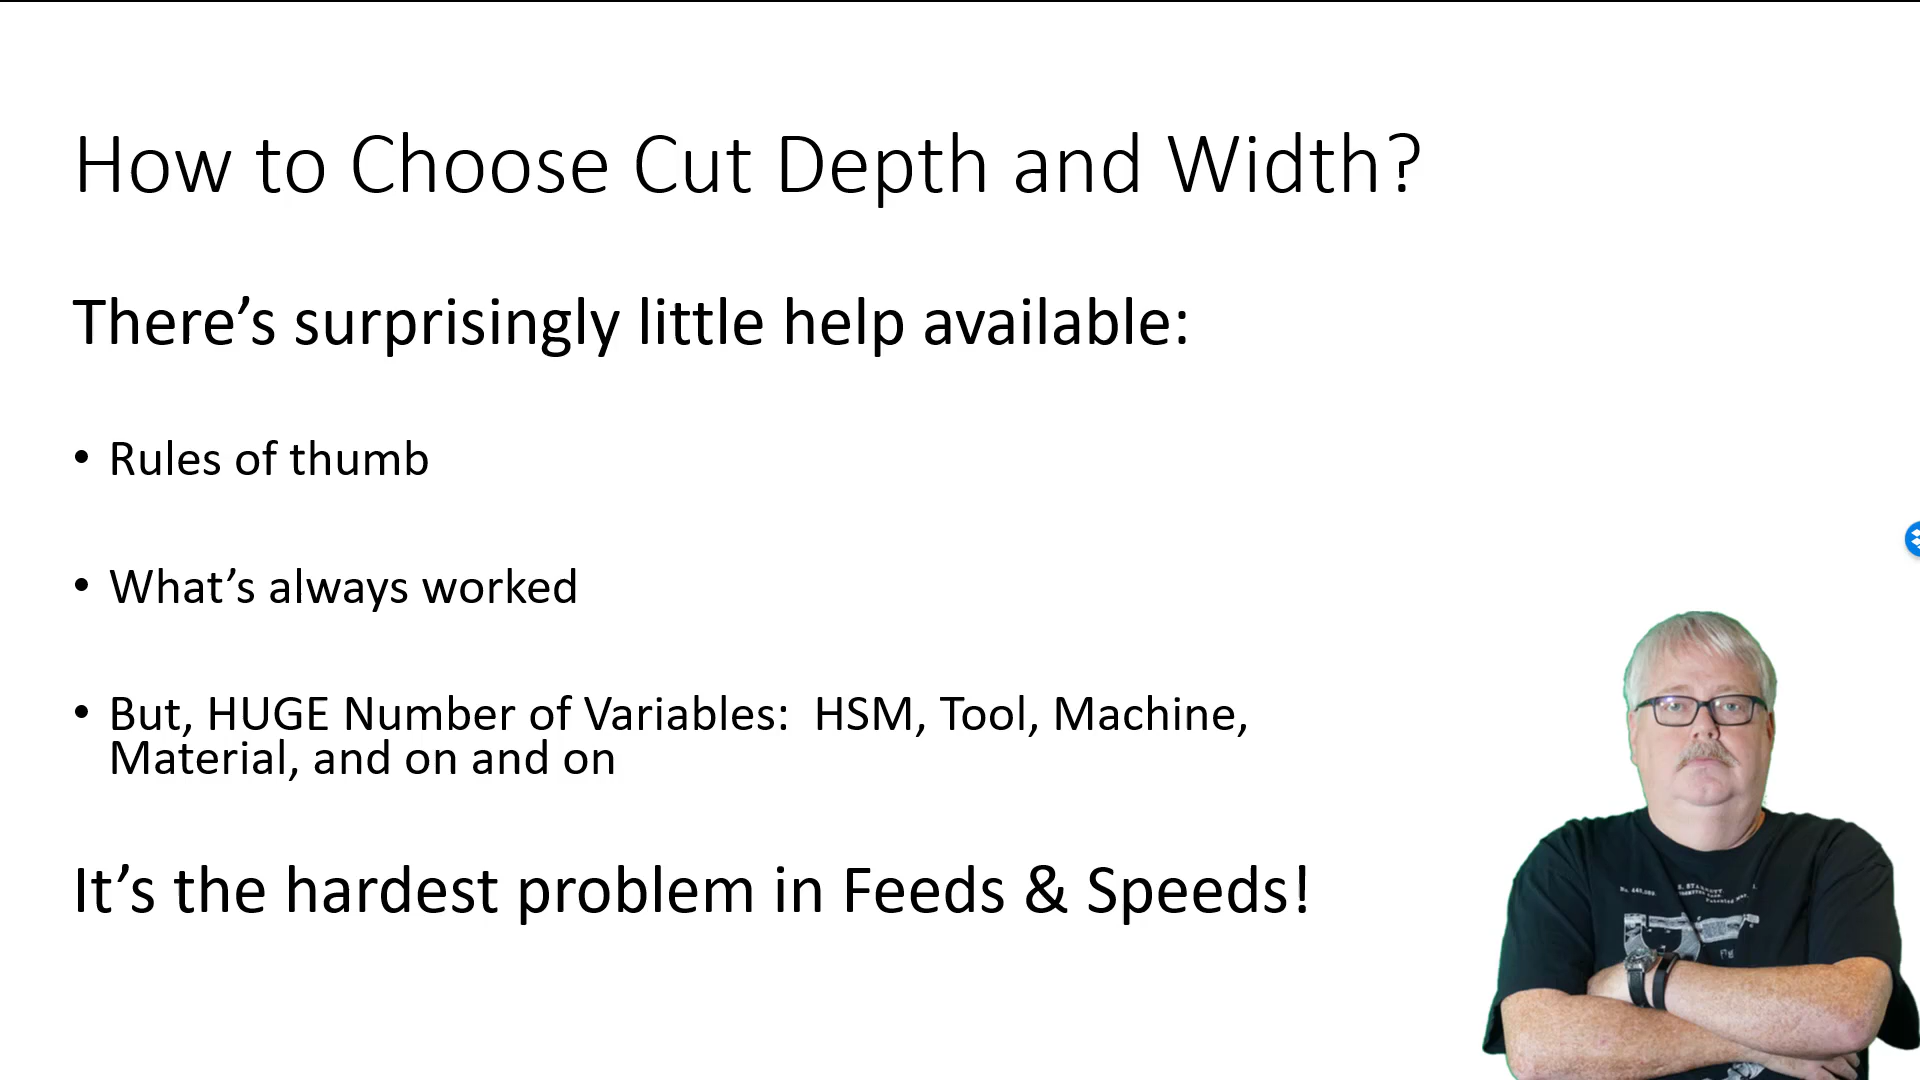 How to Choose Cut Depth and Width?
There’s surprisingly little help available:
• Rules of thumb
• What’s always worked
• But, HUGE Number of Variables:  HSM, Tool, Machine,
Material, and on and on
It’s the hardest problem in Feeds & Speeds!